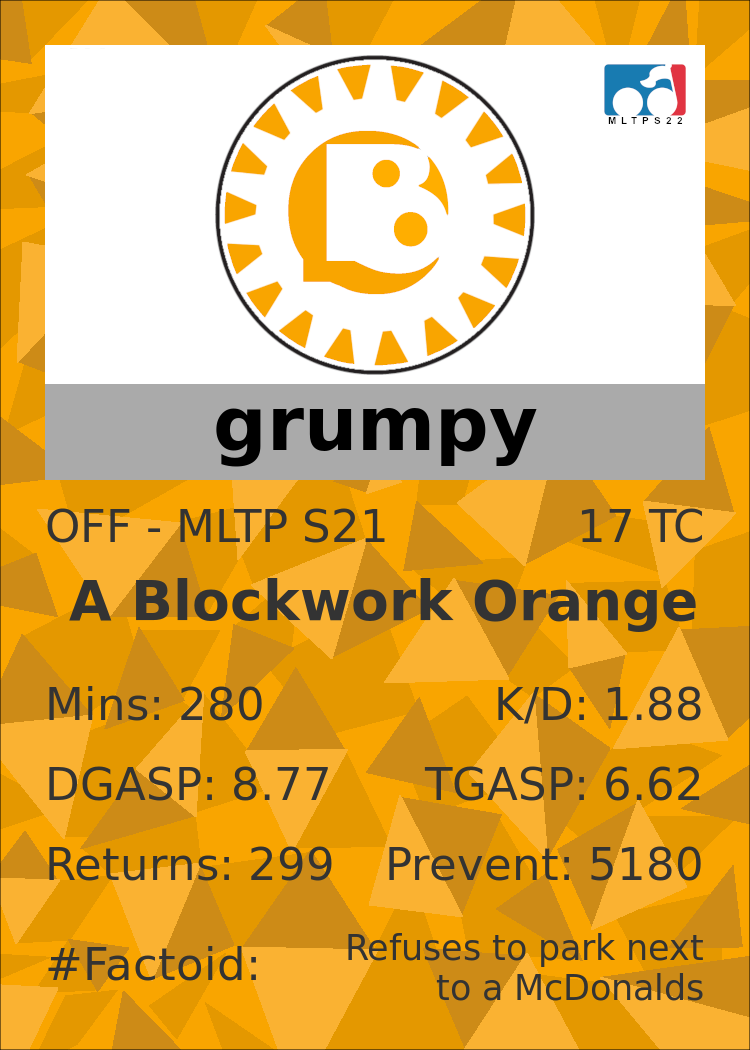 B
MLTPS22
grumpy
OFF - MLTP S21 17 TC
A Blockwork Orange
Mins: 280 K/D: 1.88
DGASP: 8.77 TGASP: 6.62
Returns: 299 Prevent: 5180
#Factoid: Refuses to park next
to a McDonalds